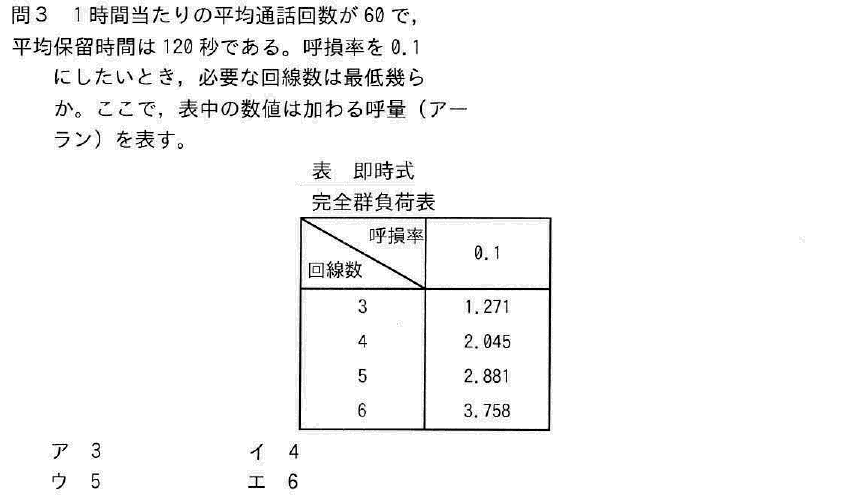 問3　1時間当たりの平均通話回数が60で，
平均保留時間は120秒である。呼損率を0.1
にしたいとき，必要な回線数は最低幾ら
か。ここで，表中の数値は加わる呼量（アー
ラン）を表す。
表　即時式
完全群負荷表
呼損率
回線数
0.1
3　1.271
4　2.045
5　2.881
6　3.758
ア　3　イ　4
ウ　5　エ　6